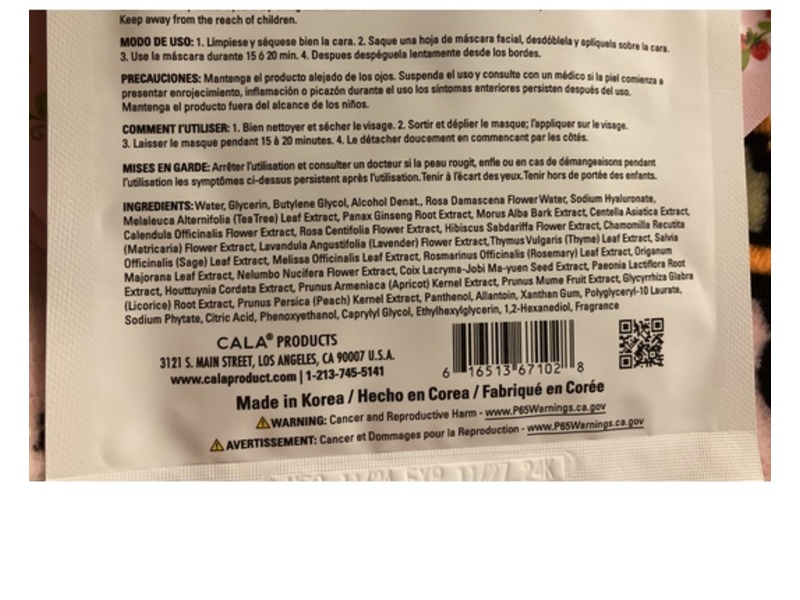 Keep away from the reach of children.
MODO DE USO: 1. Limpiese y séquese bien la cara. 2. Saque una hoja de máscara facial, desdóblela y aplíquela sobre la cara.
3. Use la máscara durante 15 ó 20 min. 4. Despues despéguela lentamente desde los bordes.
PRECAUCIONES: Mantenga el producto alejado de los ojos. Suspenda el uso y consulte con un médico si la piel comienza a
presentar enrojecimiento, inflamación o picazón durante el uso los síntomas anteriores persisten después del uso.
Mantenga el producto fuera del alcance de los niños.
COMMENT I'UTILISER: 1. Bien nettoyer et sécher le visage. 2. Sortir et déplier le masque; l'appliquer sur le visage.
3. Laisser le masque pendant 15 à 20 minutes. 4. Le détacher doucement en commencant par les côtés.
MISES EN GARDE: Arrêter l'utilisation et consulter un docteur si la peau rougit, enfle ou en cas de démangeaisons pendant
l'utilisation les symptômes ci-dessus persistent après l'utilisation.Tenir à l'écart des yeux.Tenir hors de portée des enfants.
INGREDIENTS: Water, Glycerin, Butylene Glycol, Alcohol Denat., Rosa Damascena Flower Water, Sodium Hyaluronate,
Melaleuca Alternifolia (Tea Tree) Leaf Extract, Panax Ginseng Root Extract, Morus Alba Bark Extract, Centella Asiatica Extract,
Calendula Officinalis Flower Extract, Rosa Centifolia Flower Extract, Hibiscus Sabdariffa Flower Extract, Chamomilla Recutita
(Matricaria) Flower Extract, Lavandula Angustifolia (Lavender) Flower Extract,Thymus Vulgaris (Thyme) Leaf Extract, Salvia
Officinalis (Sage) Leaf Extract, Melissa Officinalis Leaf Extract, Rosmarinus Officinalis (Rosemary) Leaf Extract, Origanum
Majorana Leaf Extract, Nelumbo Nucifera Flower Extract, Coix Lacryma-Jobi Ma-yuen Seed Extract, Paeonia Lactiflora Root
Extract, Houttuynia Cordata Extract, Prunus Armeniaca (Apricot) Kernel Extract, Prunus Mume Fruit Extract, Glycyrrhiza Glabra
(Licorice) Root Extract, Prunus Persica (Peach) Kernel Extract, Panthenol, Allantoin, Xanthan Gum, Polyglyceryl-10 Laurate,
Sodium Phytate, Citric Acid, Phenoxyethanol, Caprylyl Glycol, Ethylhexylglycerin, 1,2-Hexanediol, Fragrance
CALA® PRODUCTS
3121 S. MAIN STREET, LOS ANGELES, CA 90007 U.S.A.
www.calaproduct.com | 1-213-745-5141
6 16513 67102 8
Made in Korea / Hecho en Corea / Fabriqué en Corée
WARNING: Cancer and Reproductive Harm - www.P65Warnings.ca.gov
AVERTISSEMENT: Cancer et Dommages pour la Reproduction - www.P65Warnings.ca.gov
11/24 EXP 11/27 24K